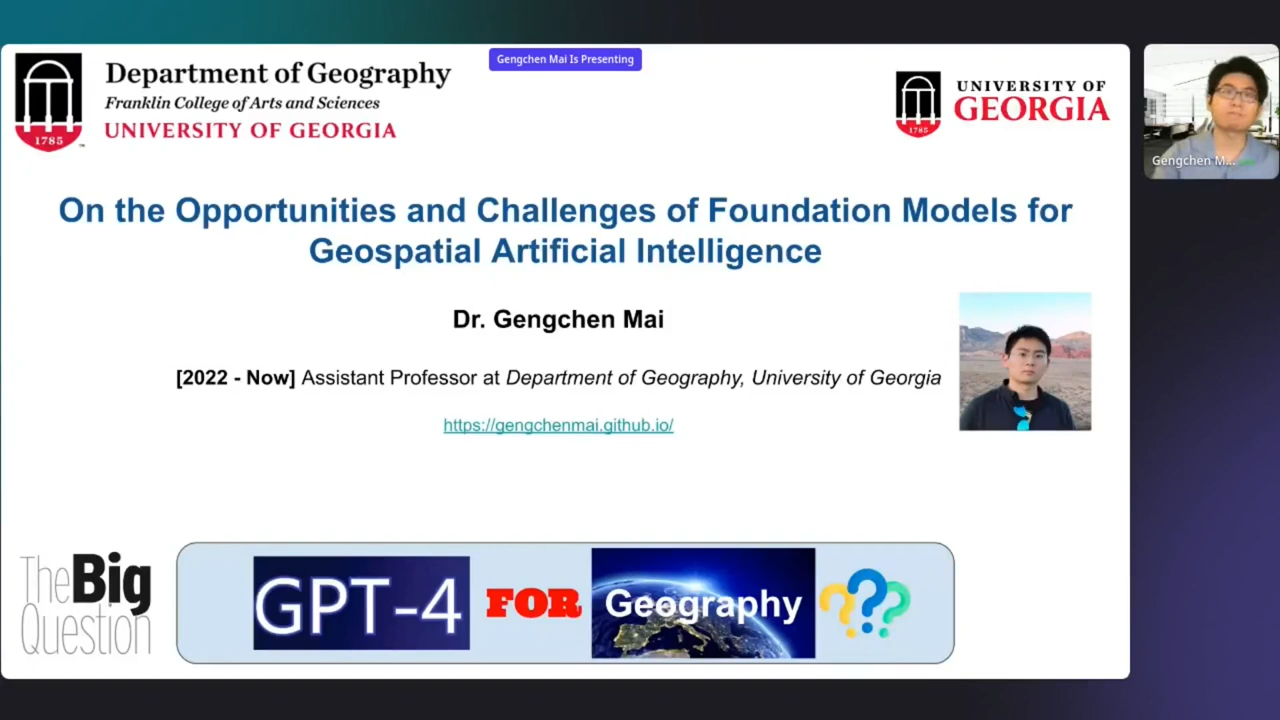 Gengchen Mai Is Presenting
Department of Geography
Franklin College of Arts and Sciences
UNIVERSITY OF GEORGIA
1785
UNIVERSITY OF
GEORGIA
1785
Gengchen M...
On the Opportunities and Challenges of Foundation Models for
Geospatial Artificial Intelligence
Dr. Gengchen Mai
[2022 - Now] Assistant Professor at Department of Geography, University of Georgia
https://gengchenmai.github.io/
The Big
Question
GPT-4 FOR Geography ???